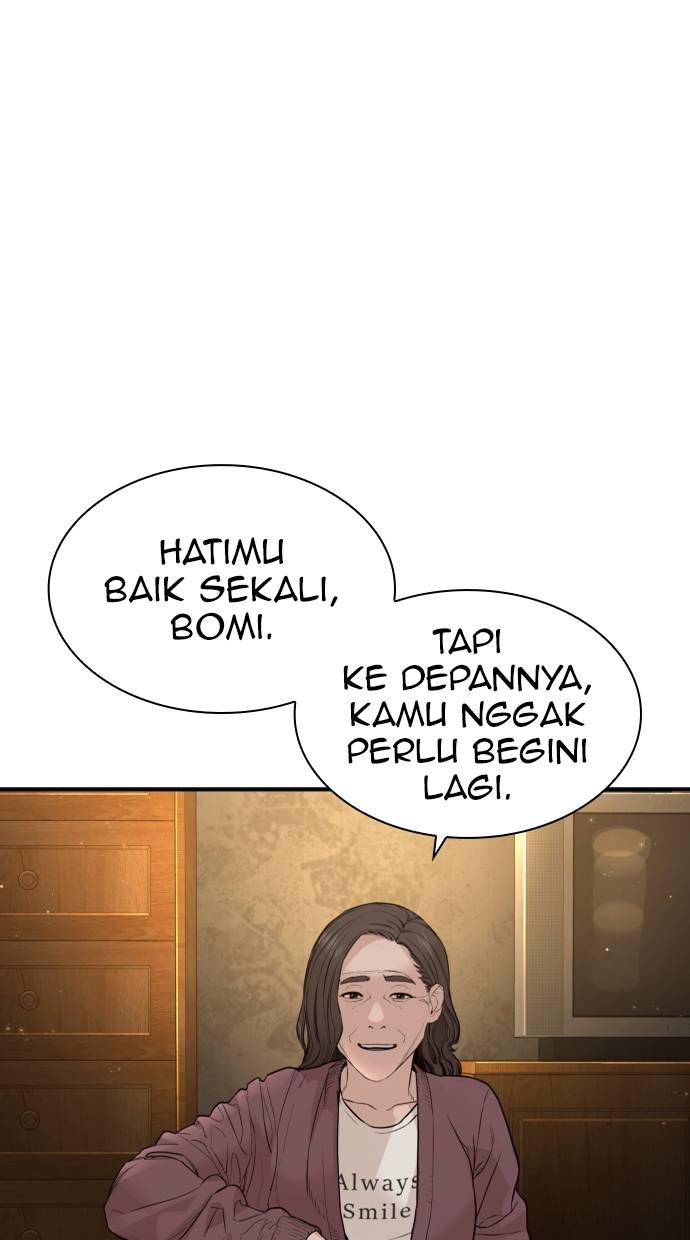 HATIMU
BAIK SEKALI,
BOMI.
TAPI
KE DEPANNYA,
KAMU NGGAK
PERLU BEGINI
LAGI.
Always
Smile